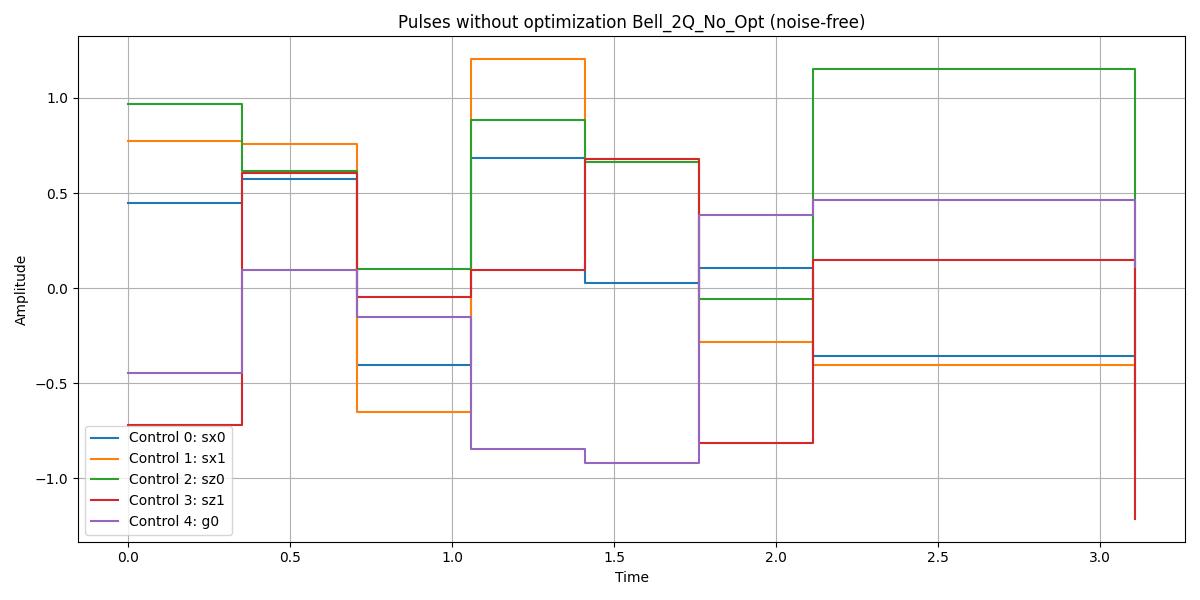 Pulses without optimization Bell_2Q_No_Opt (noise-free)
Amplitude
1.0
0.5
0.0
−0.5
−1.0
Control 0: sx0
Control 1: sx1
Control 2: sz0
Control 3: sz1
Control 4: g0
0.0 0.5 1.0 1.5 2.0 2.5 3.0
Time